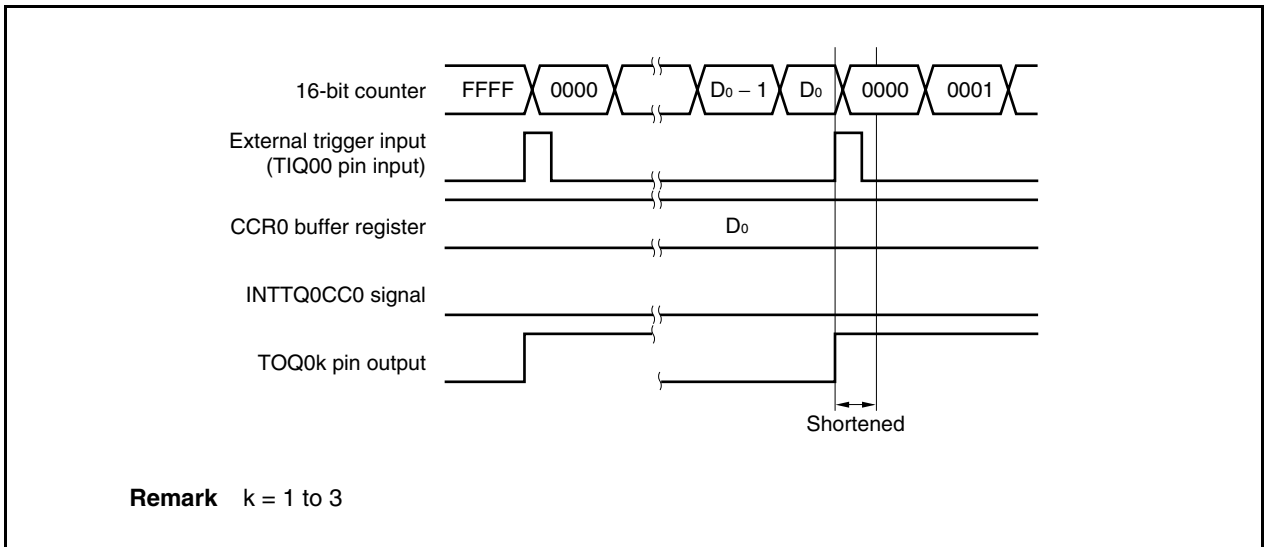 16-bit counter FFFF 0000 D₀ − 1 D₀ 0000 0001
External trigger input
(TIQ00 pin input)
CCR0 buffer register D₀
INTTQ0CC0 signal
TOQ0k pin output
Shortened
Remark k = 1 to 3